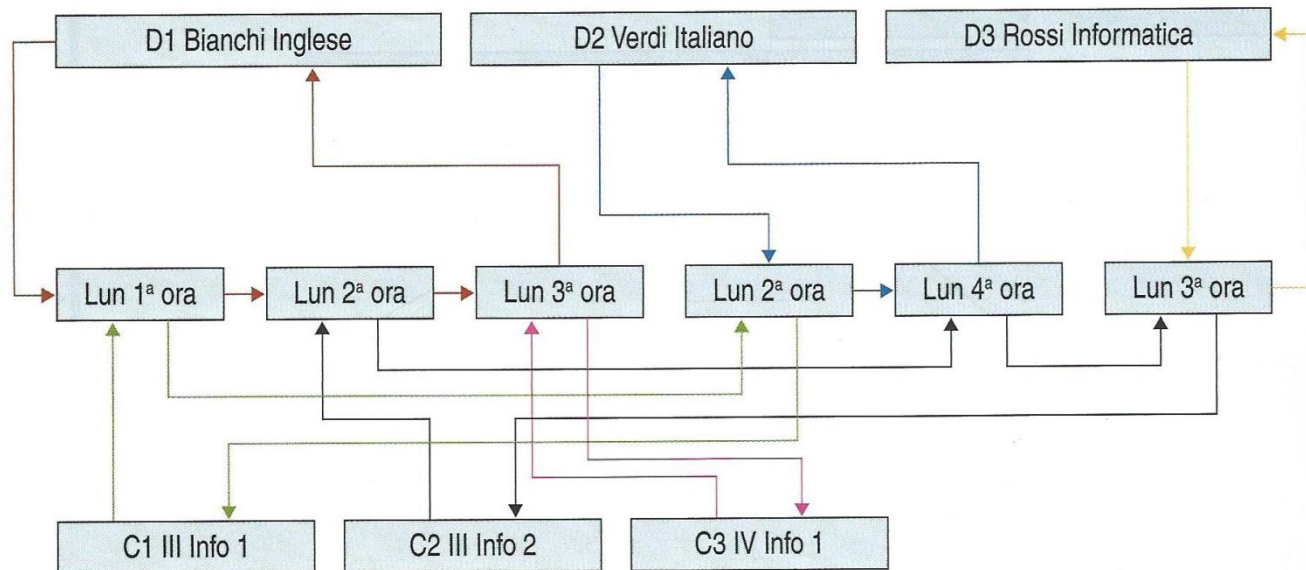 D1 Bianchi Inglese
D2 Verdi Italiano
D3 Rossi Informatica
Lun 1ª ora
Lun 2ª ora
Lun 3ª ora
Lun 2ª ora
Lun 4ª ora
Lun 3ª ora
C1 III Info 1
C2 III Info 2
C3 IV Info 1